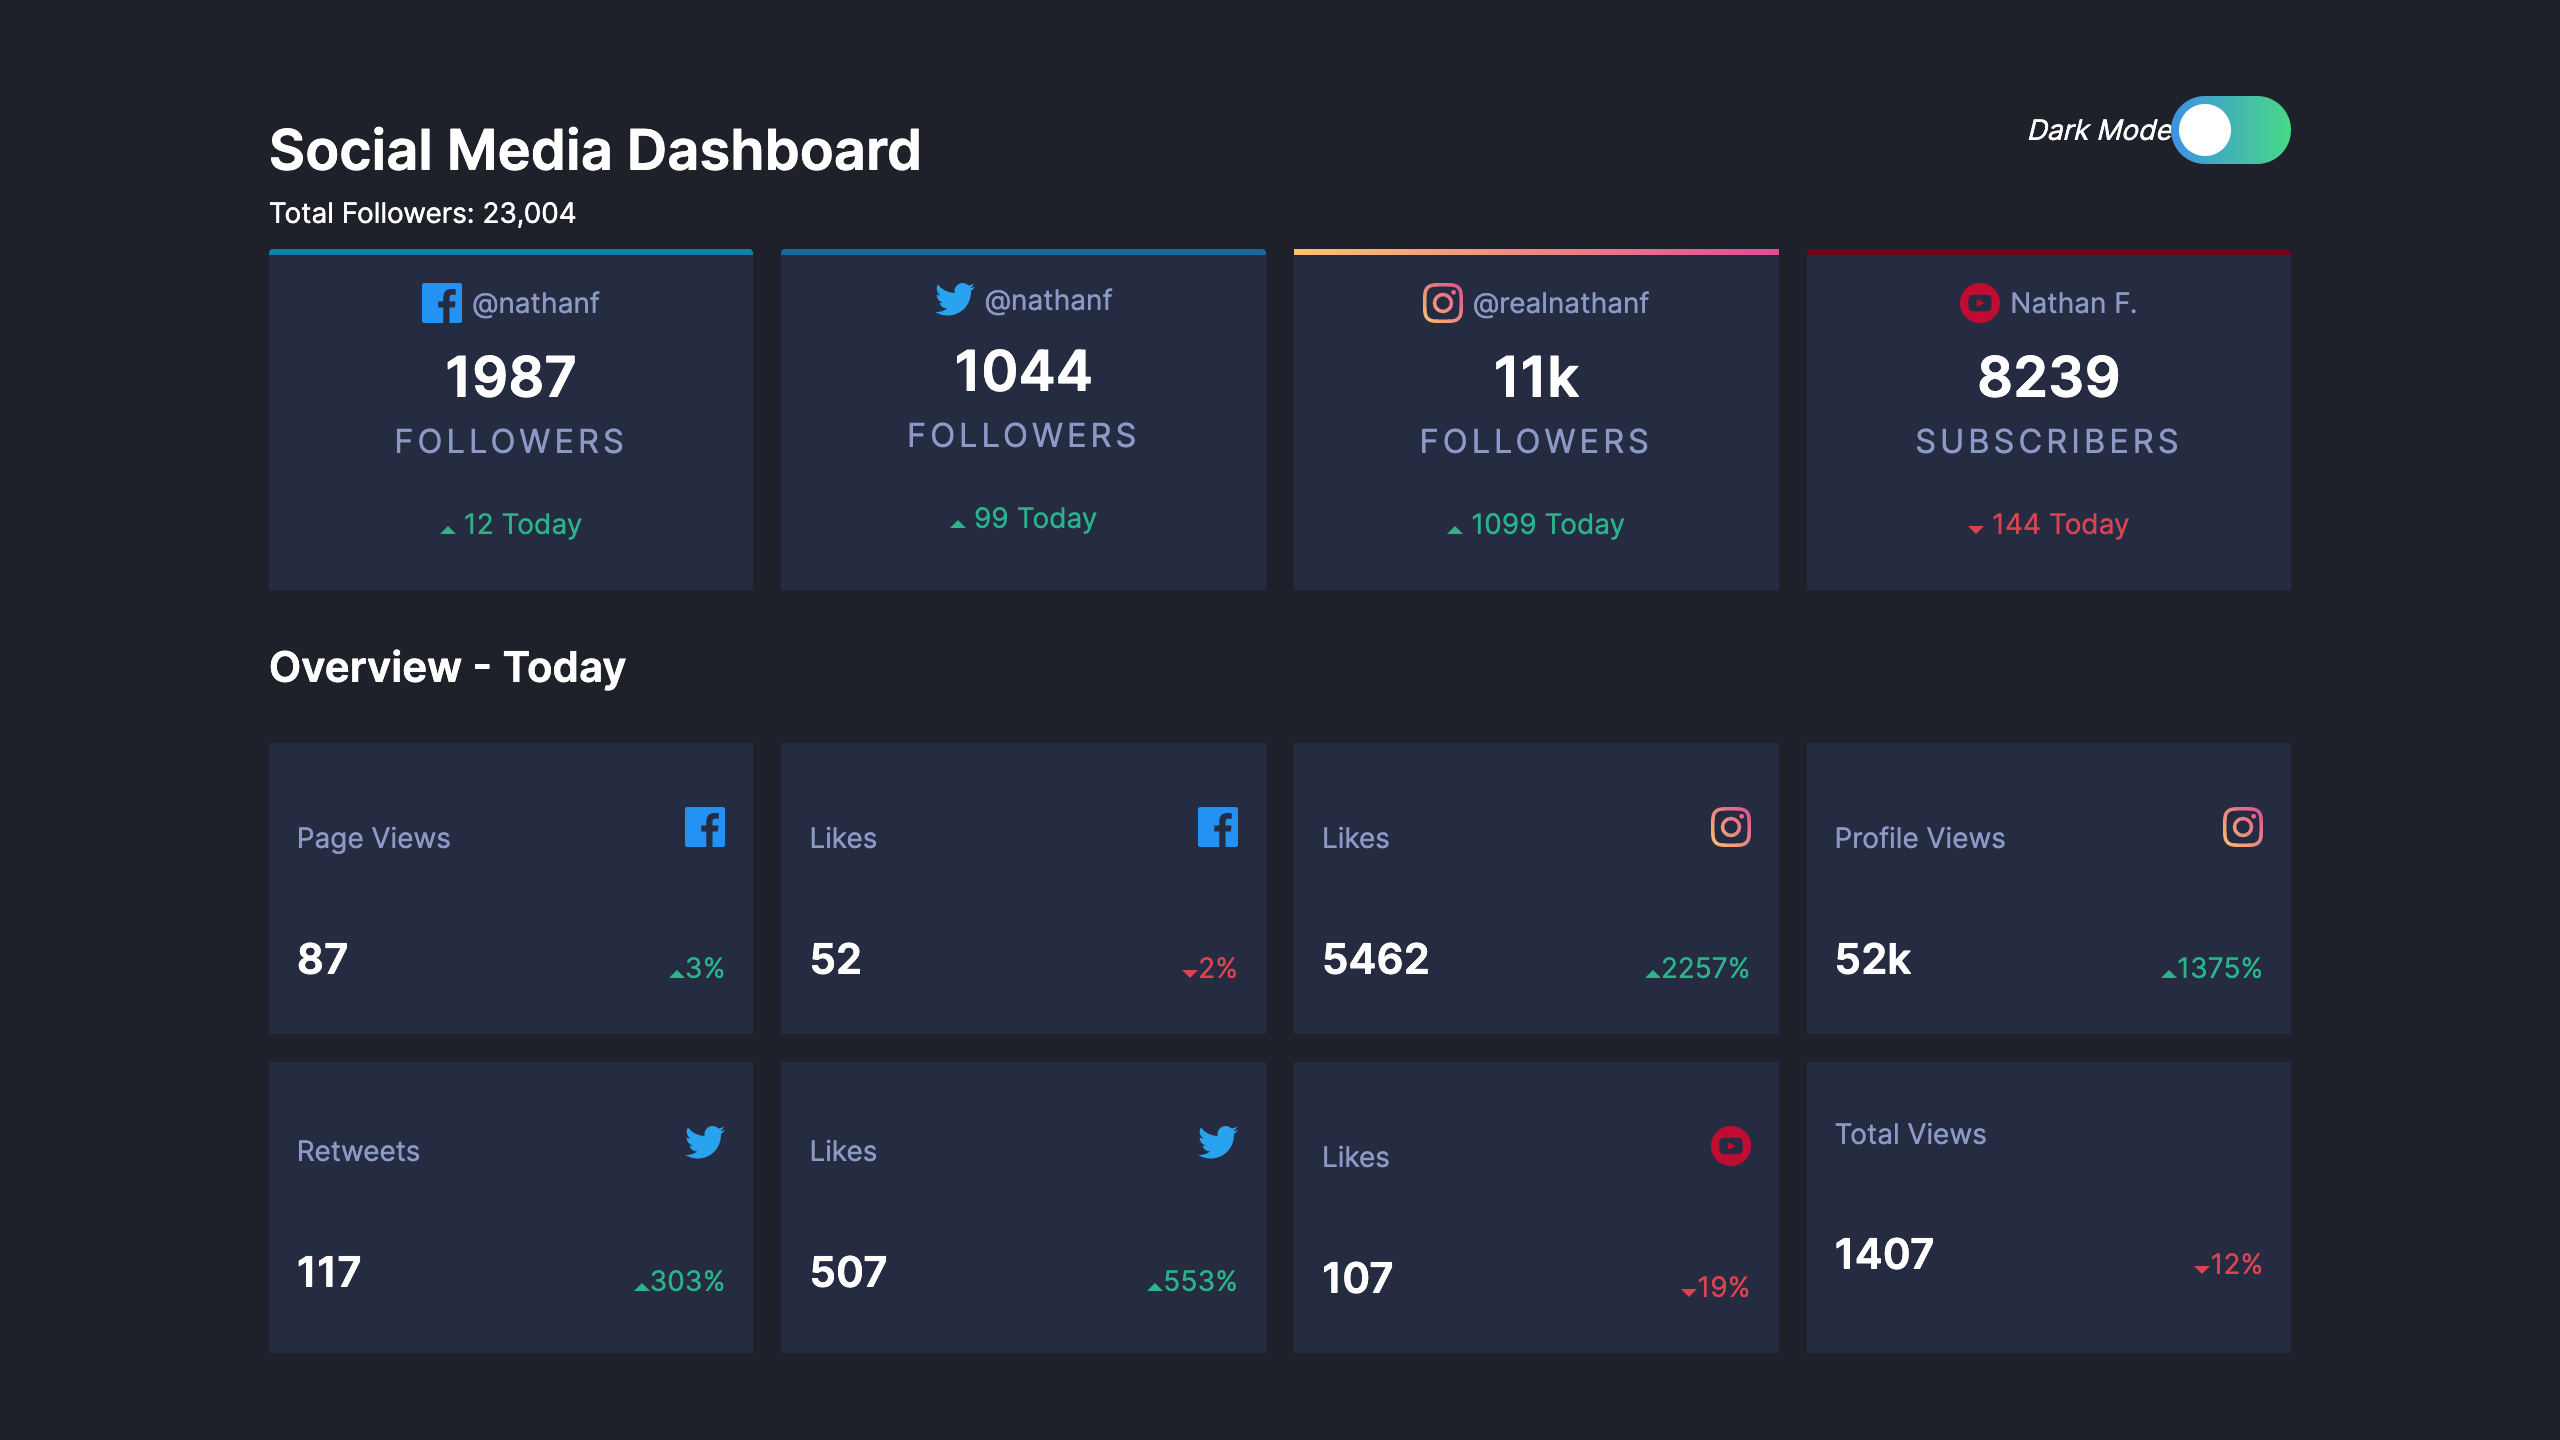 Social Media Dashboard
Dark Mode
Total Followers: 23,004
@nathanf
1987
FOLLOWERS
12 Today
@nathanf
1044
FOLLOWERS
99 Today
@realnathanf
11k
FOLLOWERS
1099 Today
Nathan F.
8239
SUBSCRIBERS
144 Today
Overview - Today
Page Views
87
3%
Likes
52
2%
Likes
5462
2257%
Profile Views
52k
1375%
Retweets
117
303%
Likes
507
553%
Likes
107
19%
Total Views
1407
12%